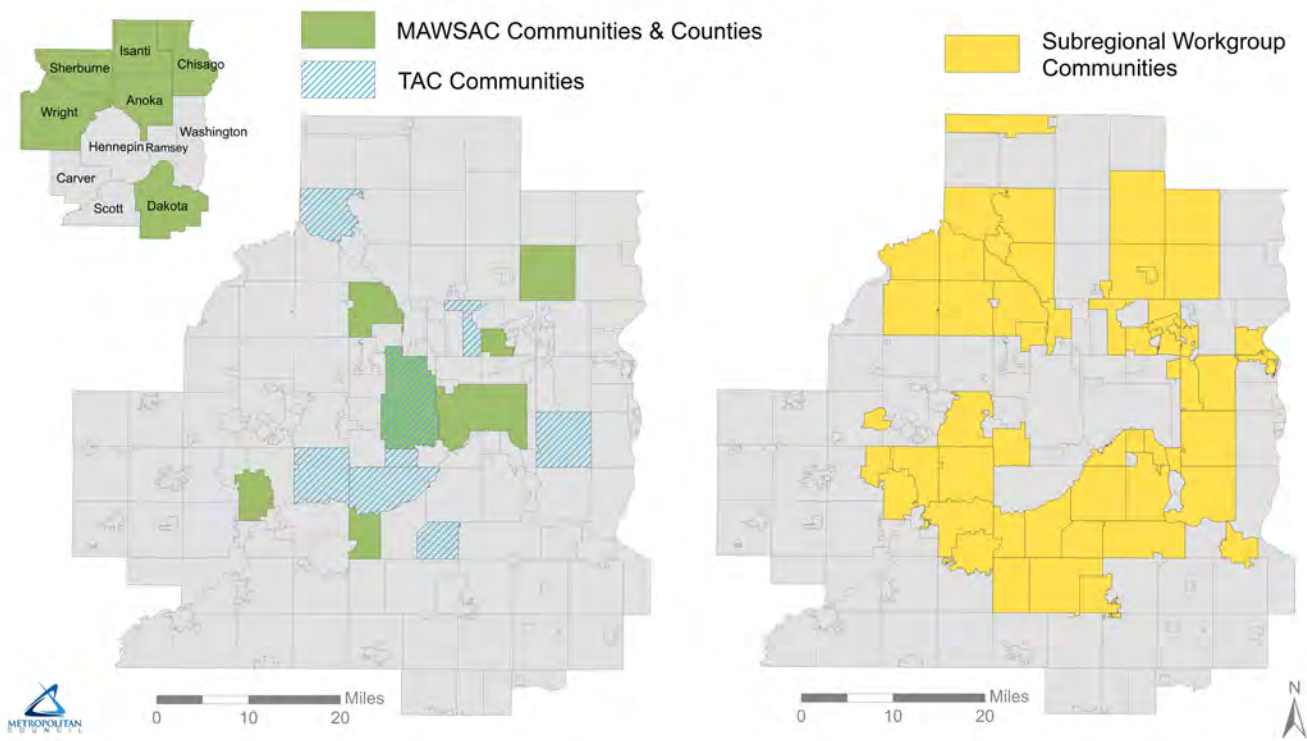 MAWSAC Communities & Counties
TAC Communities
Subregional Workgroup
Communities
Isanti
Sherburne
Chisago
Anoka
Wright
Washington
Hennepin
Ramsey
Carver
Scott
Dakota
Miles
0
10
20
Miles
0
10
20
N
METROPOLITAN
COUNCIL